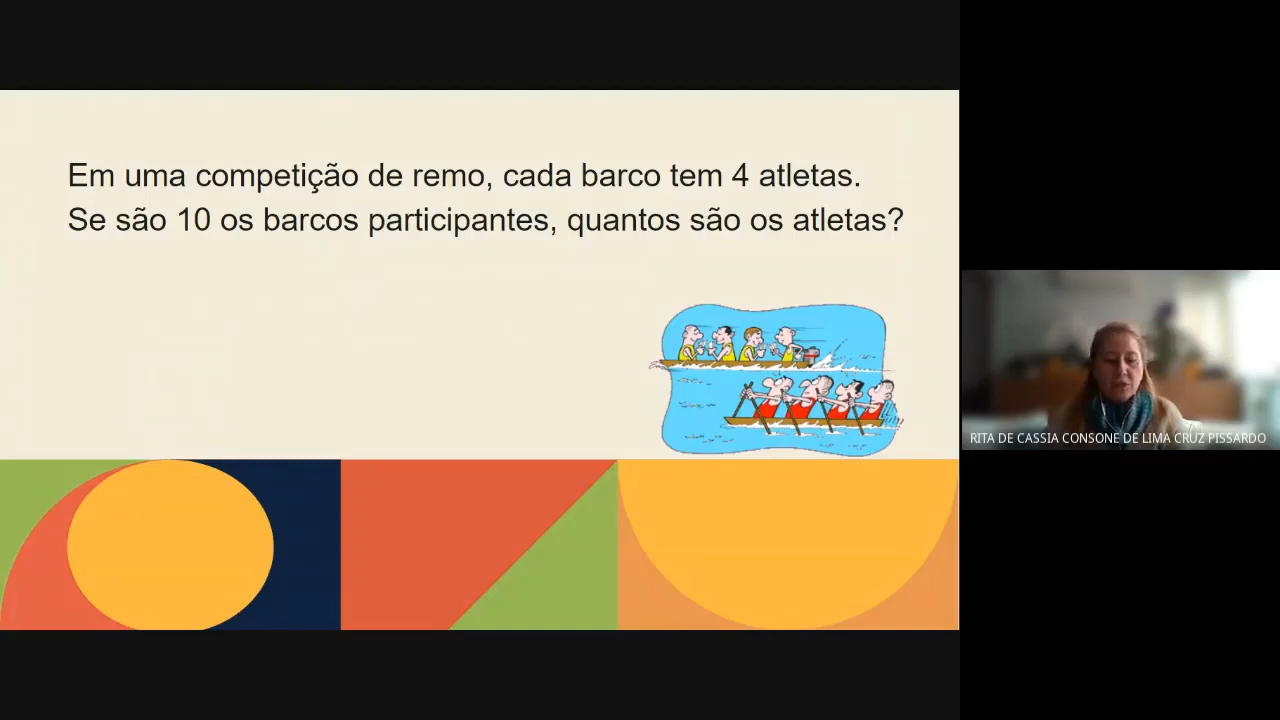 Em uma competição de remo, cada barco tem 4 atletas.
Se são 10 os barcos participantes, quantos são os atletas?
RITA DE CASSIA CONSONE DE LIMA CRUZ PISSARDO